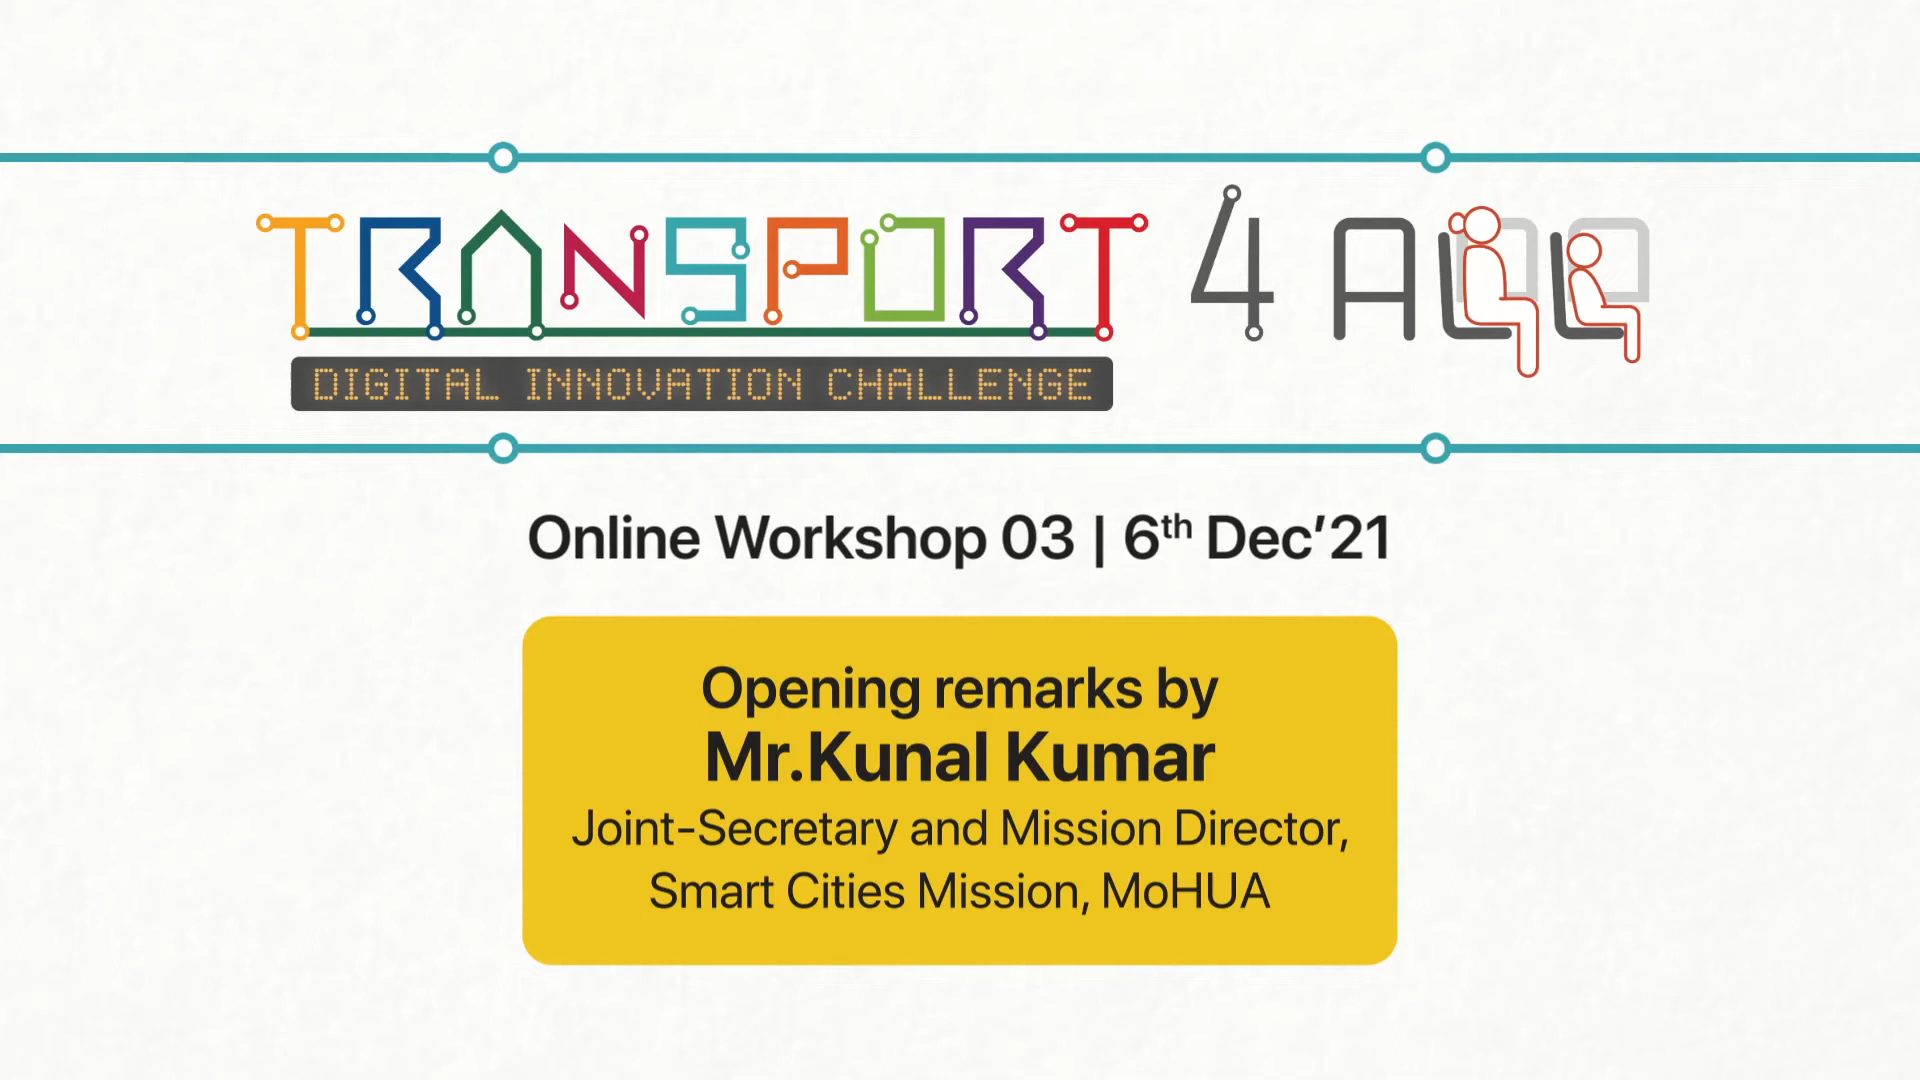 TRANSPORT 4 ALL
DIGITAL INNOVATION CHALLENGE
Online Workshop 03 | 6th Dec'21
Opening remarks by
Mr.Kunal Kumar
Joint-Secretary and Mission Director,
Smart Cities Mission, MoHUA